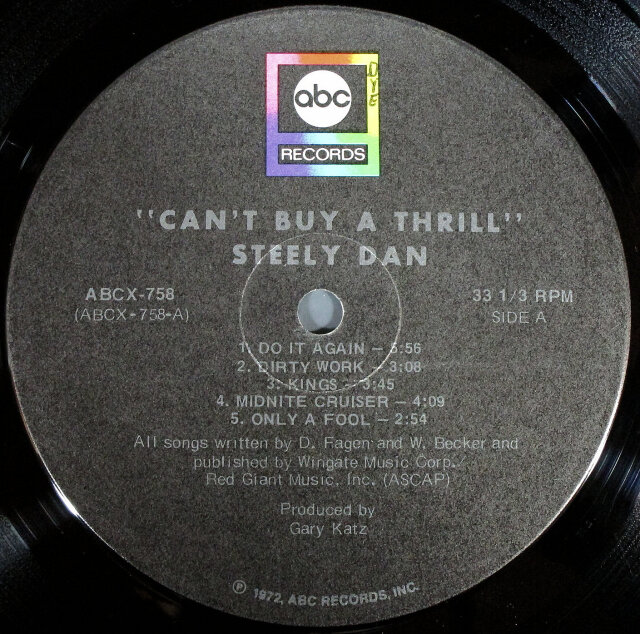 DYE
abc
RECORDS
"CAN'T BUY A THRILL"
STEELY DAN
ABCX-758
(ABCX-758-A)
33 1/3 RPM
SIDE A
1. DO IT AGAIN – 5:56
2. DIRTY WORK – 3:08
3. KINGS – 3:45
4. MIDNITE CRUISER – 4:09
5. ONLY A FOOL – 2:54
All songs written by D. Fagen and W. Becker and
published by Wingate Music Corp.
Red Giant Music, Inc. (ASCAP)
Produced by
Gary Katz
℗ 1972, ABC RECORDS, INC.